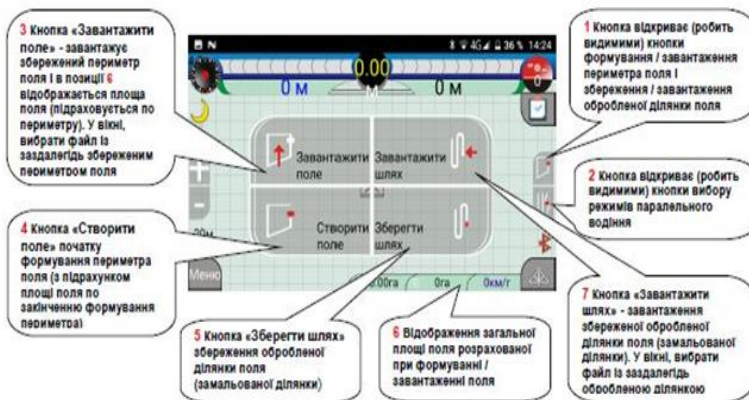 3 Кнопка «Завантажити
поле» - завантажує
збережений периметр
поля і в позиції 6
відображається площа
поля (підраховується по
периметру). У вікні,
вибрати файл із
заздалегідь збереженим
периметром поля
4 Кнопка «Створити
поле» початку
формування периметра
поля (з підрахунком
площі поля по
закінченню формування
периметра)
5 Кнопка «Зберегти шлях»
збереження обробленої
ділянки поля
(замальованої ділянки)
6 Відображення загальної
площі поля розрахованої
при формуванні /
завантаженні поля
1 Кнопка відкриває (робить
видимими) кнопки
формування / завантаження
периметра поля і
збереження / завантаження
обробленої ділянки поля
2 Кнопка відкриває (робить
видимими) кнопки вибору
режимів паралельного
водіння
7 Кнопка «Завантажити
шлях» - завантаження
збереженої обробленої
ділянки поля (замальованої
ділянки). У вікні, вибрати
файл із заздалегідь
обробленою ділянкою
4G 36 % 14:24
0.00
0 м м 0 м
0
Завантажити
поле
Завантажити
шлях
Створити
поле
Зберегти
шлях
Меню
0га 0км/г